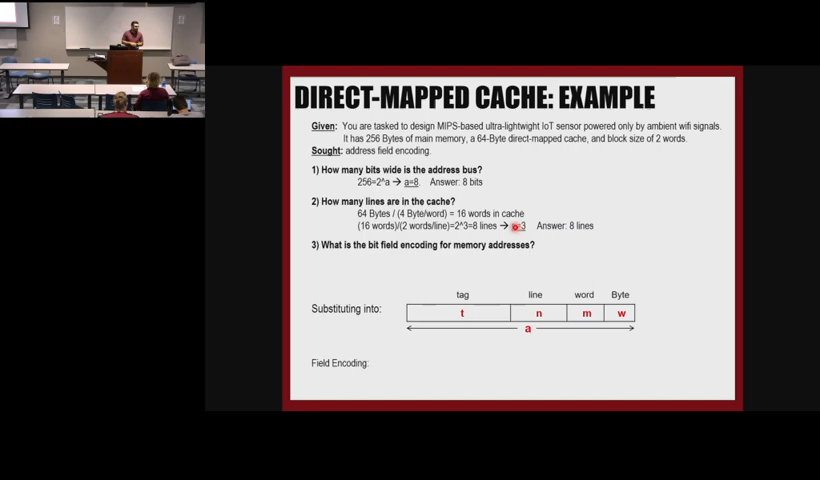 DIRECT-MAPPED CACHE: EXAMPLE
Given: You are tasked to design MIPS-based ultra-lightwight IoT sensor powered only by ambient wifi signals.
It has 256 Bytes of main memory, a 64-Byte direct-mapped cache, and block size of 2 words.
Sought: address field encoding.
1) How many bits wide is the address bus?
256=2^a → a=8. Answer: 8 bits
2) How many lines are in the cache?
64 Bytes / (4 Byte/word) = 16 words in cache
(16 words)/(2 words/line)=2^3=8 lines → =3 Answer: 8 lines
3) What is the bit field encoding for memory addresses?
tag line word Byte
Substituting into: t n m w
a
Field Encoding: